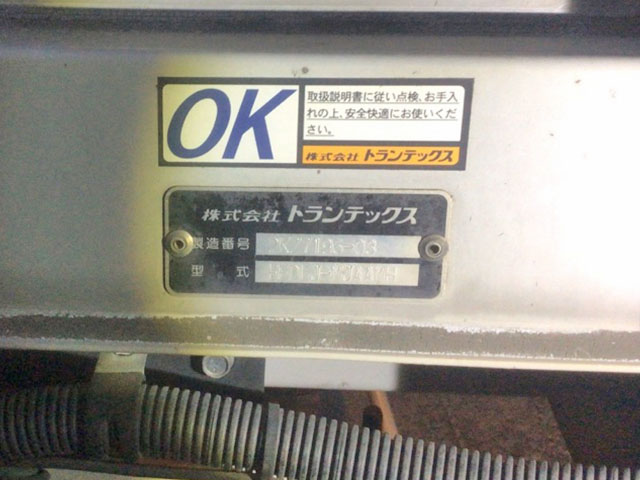 OK
取扱説明書に従い点検、お手入
れの上、安全快適にお使いくだ
さい。
株式会社 トランテックス
株式会社 トランテックス
製造番号
型 式